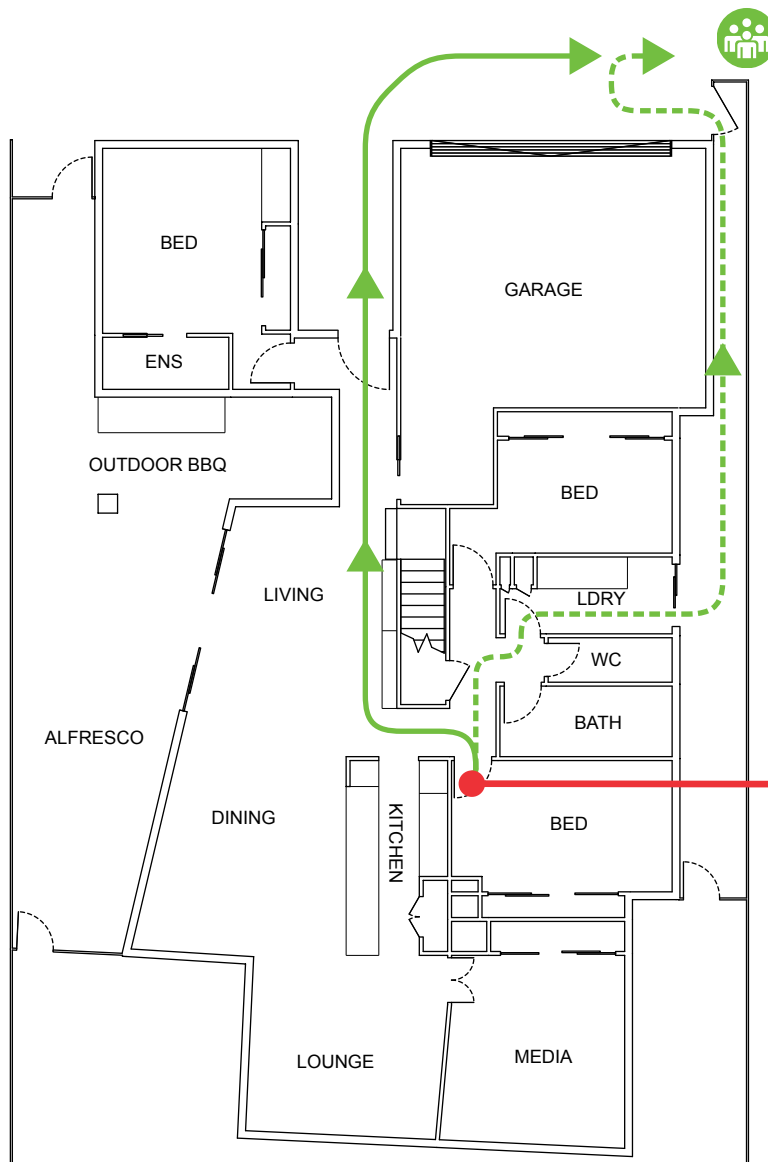 BED
GARAGE
ENS
OUTDOOR BBQ
BED
LIVING
LDRY
WC
BATH
ALFRESCO
DINING
KITCHEN
BED
LOUNGE
MEDIA